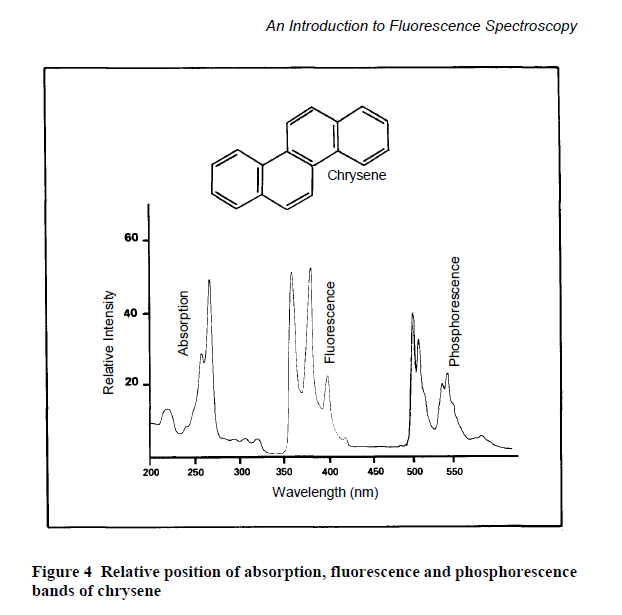 An Introduction to Fluorescence Spectroscopy
Chrysene
60
40
20
Relative Intensity
Absorption
Fluorescence
Phosphorescence
200 250 300 350 400 450 500 550
Wavelength (nm)
Figure 4 Relative position of absorption, fluorescence and phosphorescence
bands of chrysene